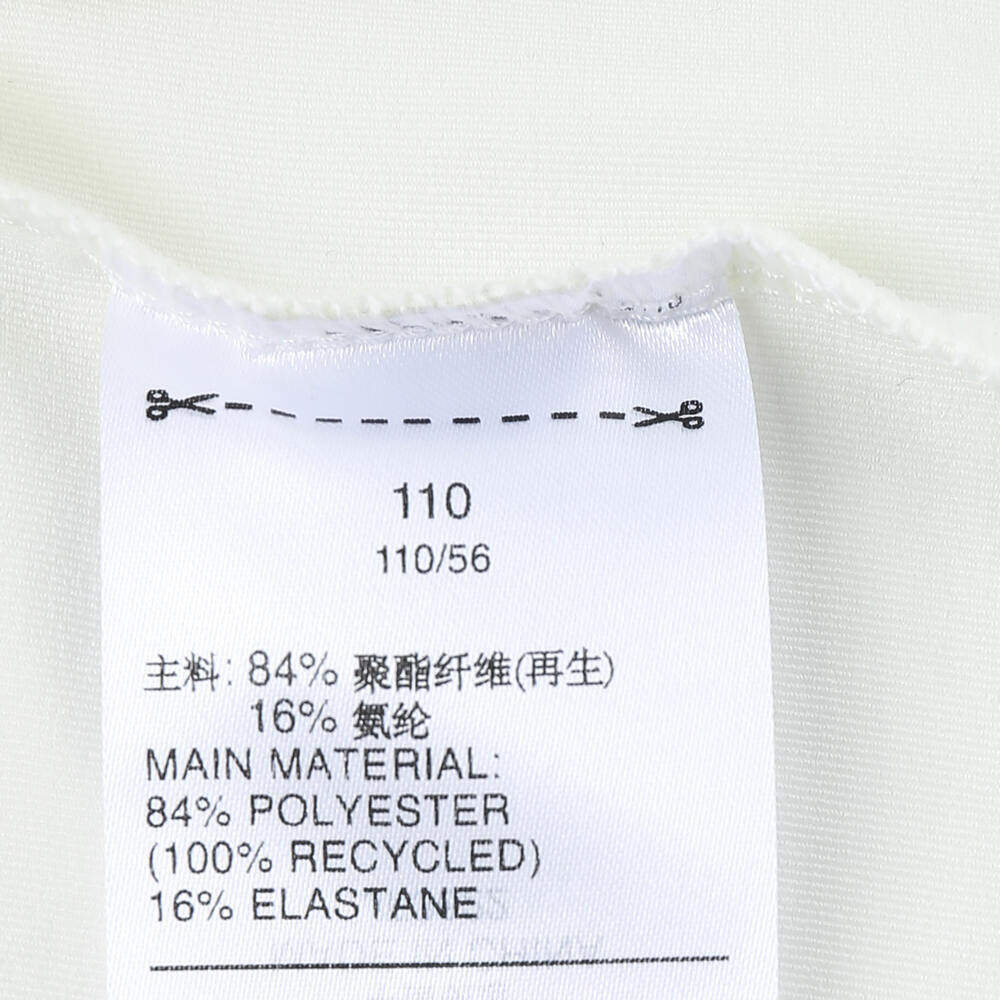 110
110/56
主料: 84% 聚酯纤维(再生)
16% 氨纶
MAIN MATERIAL:
84% POLYESTER
(100% RECYCLED)
16% ELASTANE